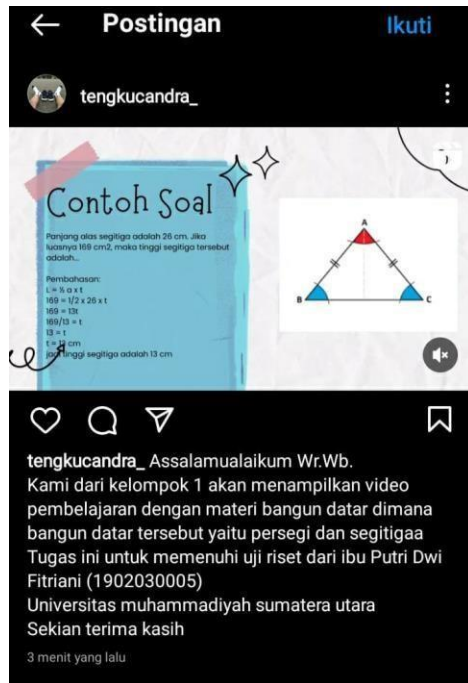 Postingan
Ikuti
tengkucandra_
Contoh Soal
Panjang alas segitiga adalah 26 cm. Jika
luasnya 169 cm2, maka tinggi segitiga tersebut
adalah...
Pembahasan:
L = ½ a x t
169 = 1/2 x 26 x t
169 = 13t
169/13 = t
13 = t
t = 13 cm
jadi tinggi segitiga adalah 13 cm
A
B
C
tengkucandra_ Assalamualaikum Wr.Wb.
Kami dari kelompok 1 akan menampilkan video
pembelajaran dengan materi bangun datar dimana
bangun datar tersebut yaitu persegi dan segitigaa
Tugas ini untuk memenuhi uji riset dari ibu Putri Dwi
Fitriani (1902030005)
Universitas muhammadiyah sumatera utara
Sekian terima kasih
3 menit yang lalu